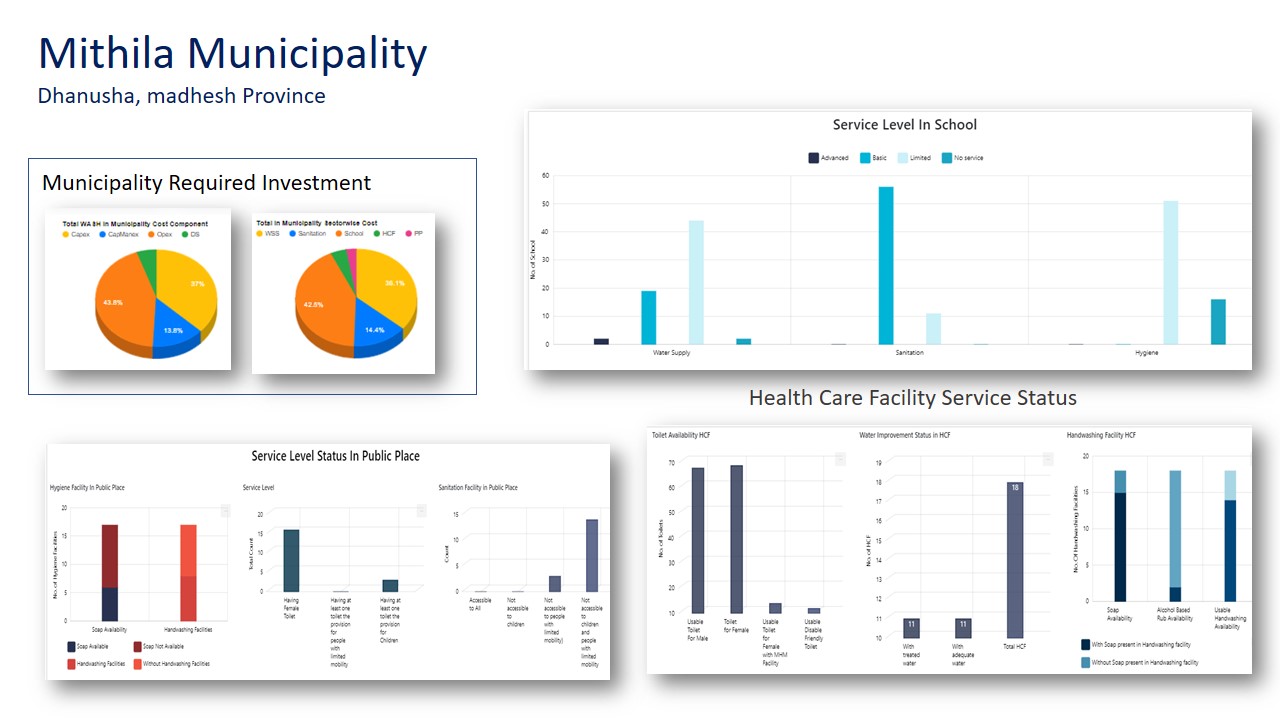 Mithila Municipality
Dhanusha, madhesh Province
Municipality Required Investment
Total WASH in Municipality Cost Component
Capex CapManex Opex DS
37%
43.8%
13.8%
Total in Municipality Sectorwise Cost
WSS Sanitation School HCF PP
36.1%
42.8%
14.4%
Service Level In School
Advanced Basic Limited No service
No. of School
60
50
40
30
20
10
0
Water Supply Sanitation Hygiene
Health Care Facility Service Status
Service Level Status In Public Place
Hygiene Facility In Public Place
No. of Hygiene Facilities
20
15
10
5
0
Soap Availability Handwashing Facilities
Soap Available Soap Not Available
Handwashing Facilities Without Handwashing Facilities
Service Level
Total Count
20
15
10
5
0
Having
Female
Toilet
Having at
least one
toilet the
provision
for
people
with
limited
mobility
Having at
least one
toilet the
provision
for
Children
Sanitation Facility in Public Place
Count
15
10
5
0
Accessible
to All
Not
accessible
to
children
Not
accessible
to people
with
limited
mobility)
Not
accessible
to
children
and
people
with
limited
mobility
Toilet Availability HCF
No. of Toilets
70
60
50
40
30
20
10
Usable
Toilet
For Male
Toilet
for Female
Usable
Toilet
for
Female
with MHM
Facility
Usable
Disable
Friendly
Toilet
Water Improvement Status in HCF
No. of HCF
19
18
17
16
15
14
13
12
11
10
11
11
18
With
treated
water
With
adequate
water
Total HCF
Handwashing Facility HCF
No. Of Handwashing Facilities
20
15
10
5
0
Soap
Availability
Alcohol Based
Rub Availability
Usable
Handwashing
Availability
With Soap present in Handwashing facility
Without Soap present in Handwashing facility